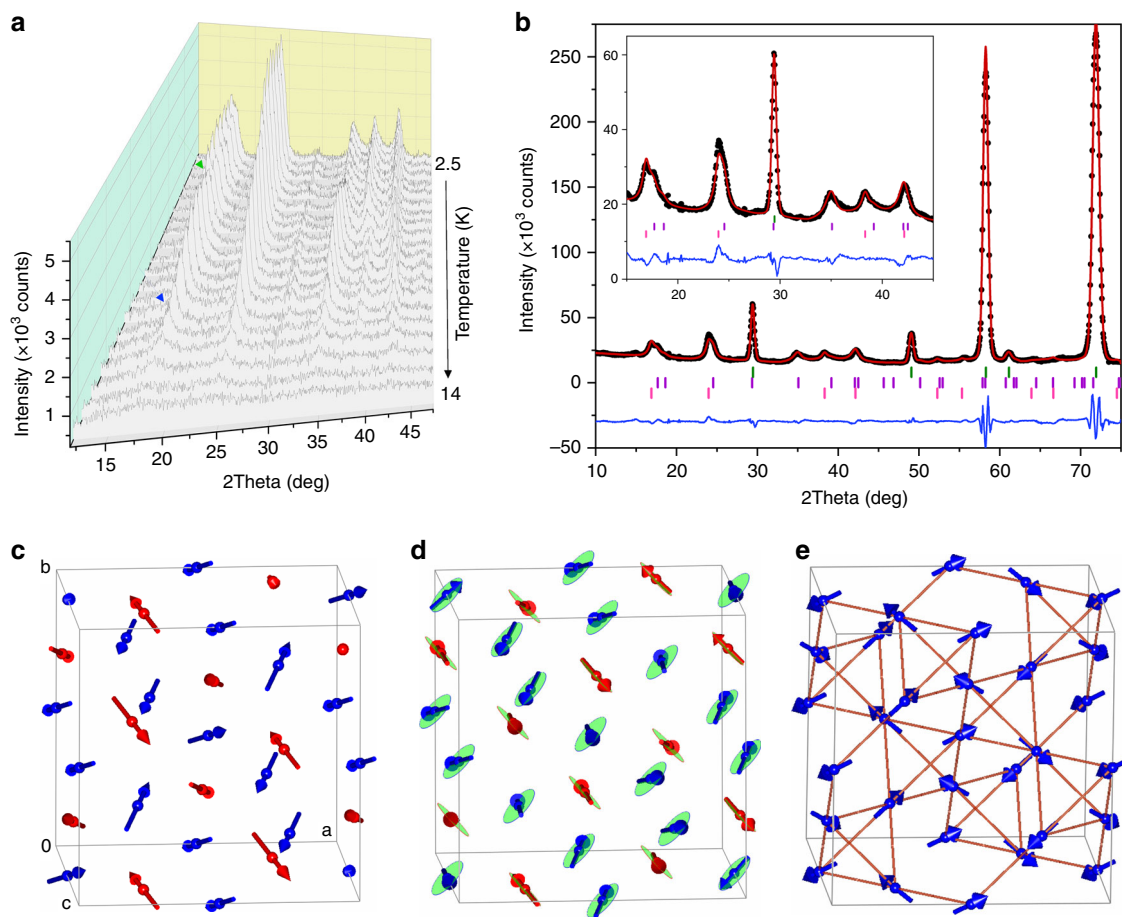 a
Intensity (×10³ counts)
5
4
3
2
1
15
20
25
30
35
40
45
2Theta (deg)
2.5
Temperature (K)
14
b
Intensity (×10³ counts)
250
200
150
100
50
0
−50
10
20
30
40
50
60
70
2Theta (deg)
60
40
20
0
20
30
40
c
b
0
a
c
d
e